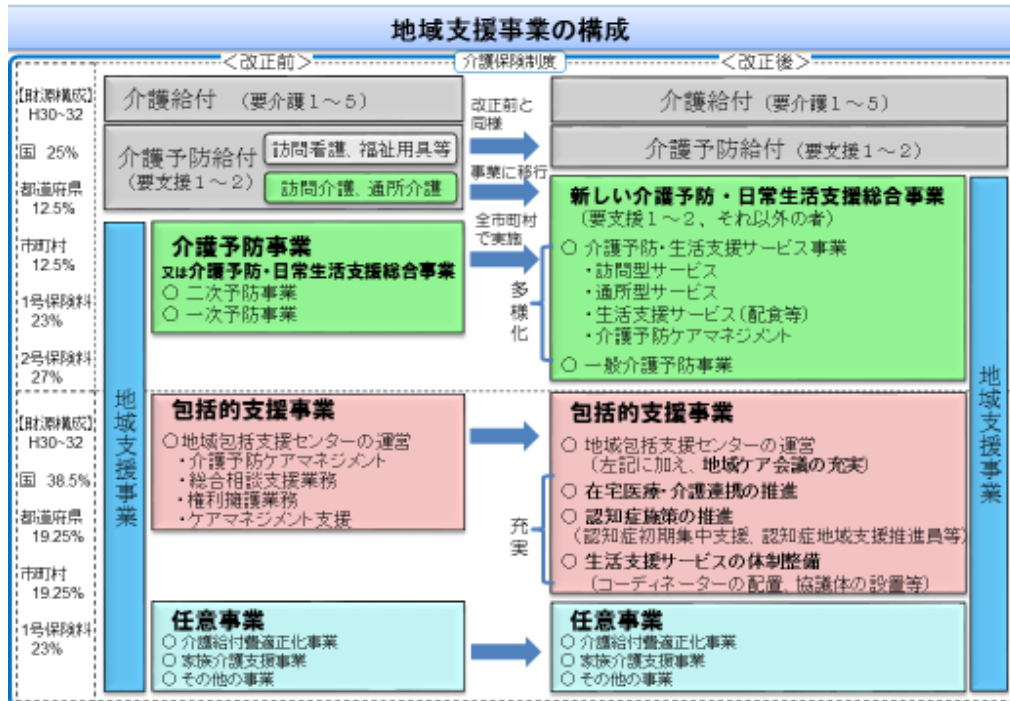 地域支援事業の構成
＜改正前＞
介護保険制度
＜改正後＞
【財源構成】
H30~32
国 25%
都道府県
12.5%
市町村
12.5%
1号保険料
23%
2号保険料
27%
【財源構成】
H30~32
国 38.5%
都道府県
19.25%
市町村
19.25%
1号保険料
23%
介護給付 （要介護１～５）
介護予防給付
（要支援１～２）
訪問看護、福祉用具等
訪問介護、通所介護
地域支援事業
介護予防事業
又は介護予防・日常生活支援総合事業
○ 二次予防事業
○ 一次予防事業
包括的支援事業
○地域包括支援センターの運営
・介護予防ケアマネジメント
・総合相談支援業務
・権利擁護業務
・ケアマネジメント支援
任意事業
○ 介護給付費適正化事業
○ 家族介護支援事業
○ その他の事業
改正前と
同様
事業に移行
全市町村
で実施
多様化
充実
介護給付（要介護１～５）
介護予防給付（要支援１～２）
新しい介護予防・日常生活支援総合事業
（要支援１～２、それ以外の者）
○ 介護予防・生活支援サービス事業
・訪問型サービス
・通所型サービス
・生活支援サービス（配食等）
・介護予防ケアマネジメント
○ 一般介護予防事業
包括的支援事業
○ 地域包括支援センターの運営
（左記に加え、地域ケア会議の充実）
○ 在宅医療・介護連携の推進
○ 認知症施策の推進
（認知症初期集中支援、認知症地域支援推進員等）
○ 生活支援サービスの体制整備
（コーディネーターの配置、協議体の設置等）
任意事業
○ 介護給付費適正化事業
○ 家族介護支援事業
○ その他の事業
地域支援事業